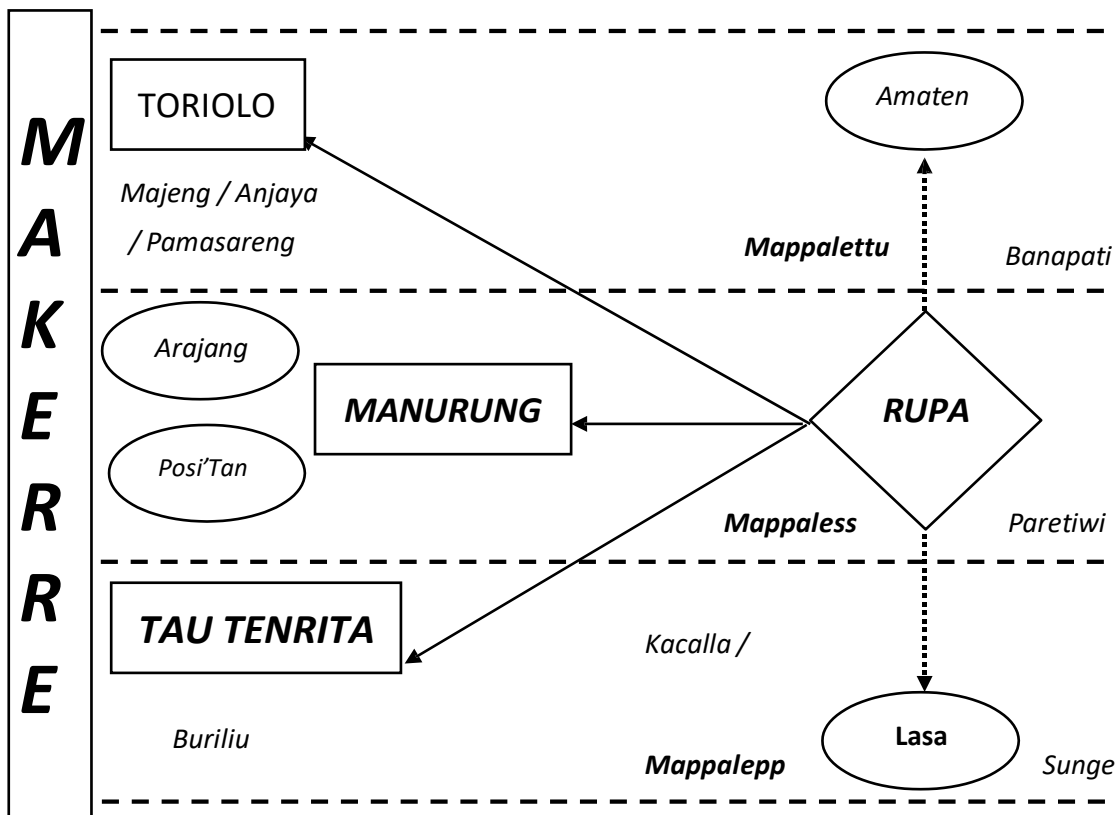 MAKERRE
TORIOLO
Amaten
Majeng / Anjaya
/ Pamasareng
Mappalettu
Banapati
Arajang
MANURUNG
RUPA
Posi'Tan
Mappaless
Paretiwi
TAU TENRITA
Kacalla /
Buriliu
Lasa
Mappalepp
Sunge